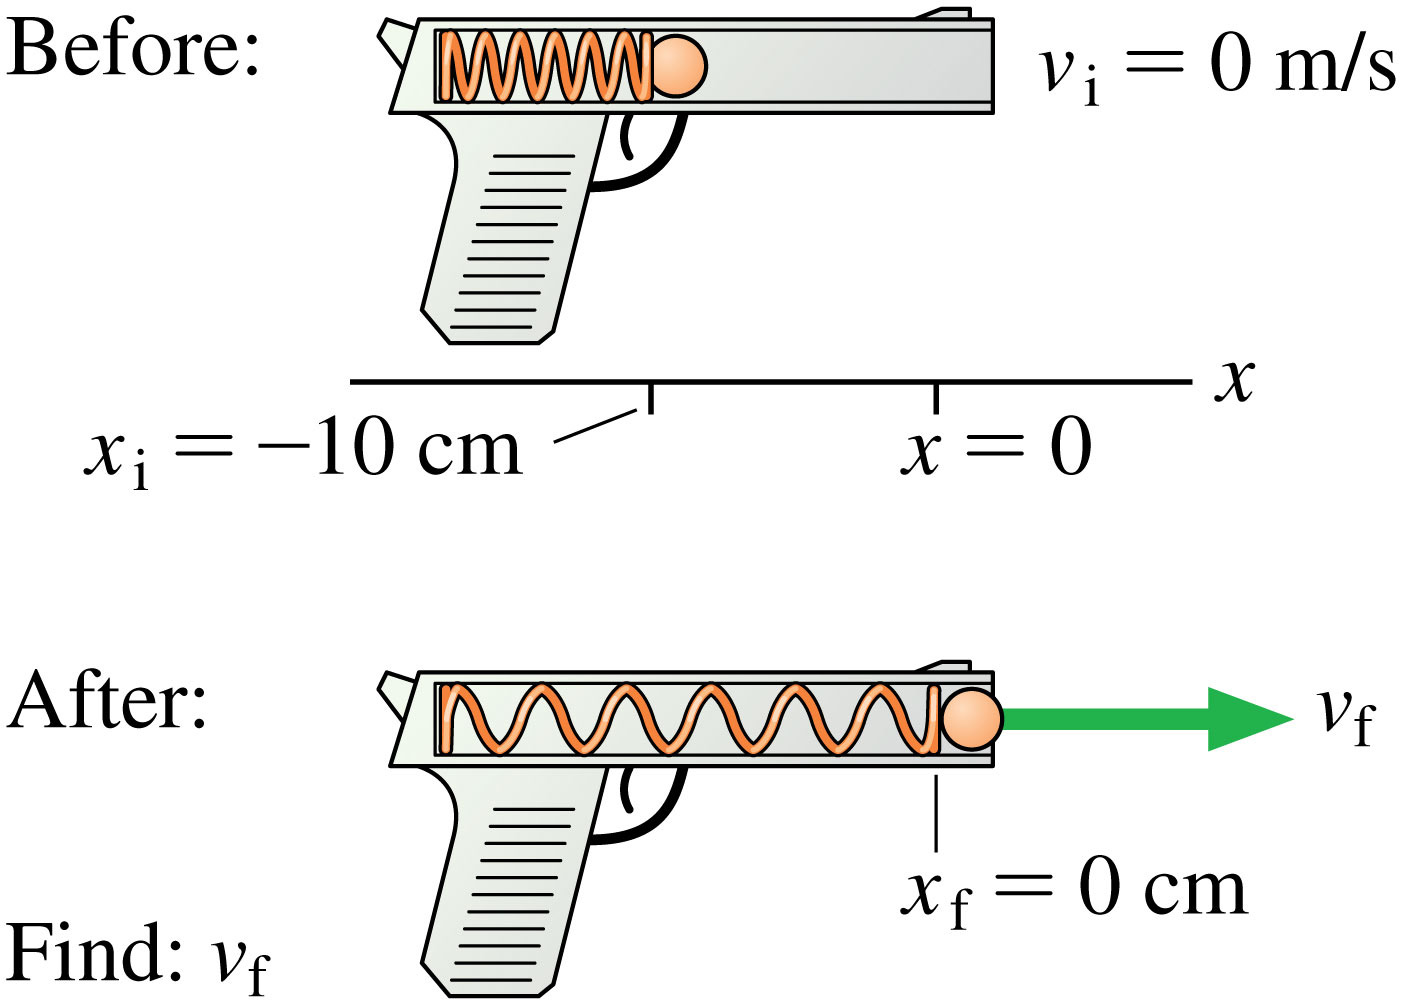 Before:
v_i = 0 m/s
x
x_i = −10 cm
x = 0
After:
v_f
x_f = 0 cm
Find: v_f